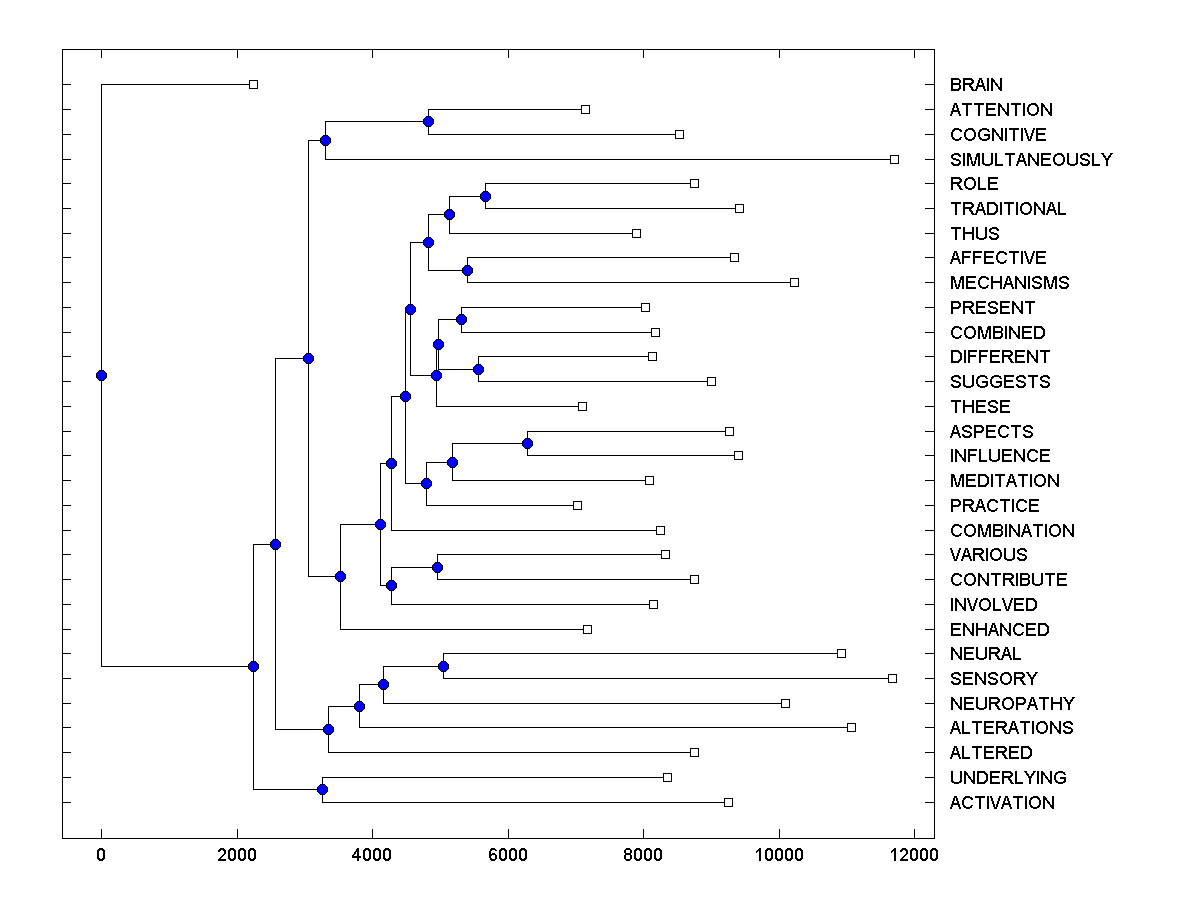 BRAIN
ATTENTION
COGNITIVE
SIMULTANEOUSLY
ROLE
TRADITIONAL
THUS
AFFECTIVE
MECHANISMS
PRESENT
COMBINED
DIFFERENT
SUGGESTS
THESE
ASPECTS
INFLUENCE
MEDITATION
PRACTICE
COMBINATION
VARIOUS
CONTRIBUTE
INVOLVED
ENHANCED
NEURAL
SENSORY
NEUROPATHY
ALTERATIONS
ALTERED
UNDERLYING
ACTIVATION
0 2000 4000 6000 8000 10000 12000